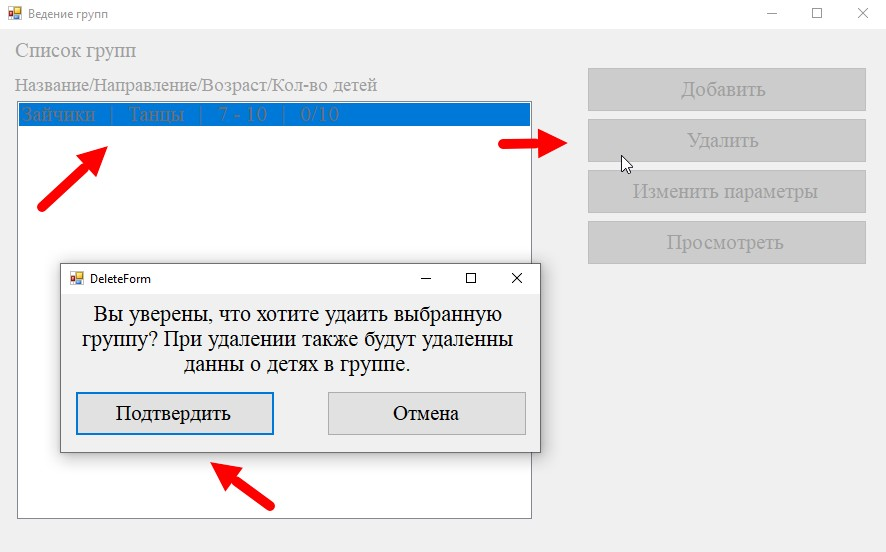 Ведение групп
Список групп
Название/Направление/Возраст/Кол-во детей
Зайчики | Танцы | 7 - 10 | 0/10
Добавить
Удалить
Изменить параметры
Просмотреть
DeleteForm
Вы уверены, что хотите удаить выбранную
группу? При удалении также будут удаленны
данны о детях в группе.
Подтвердить
Отмена